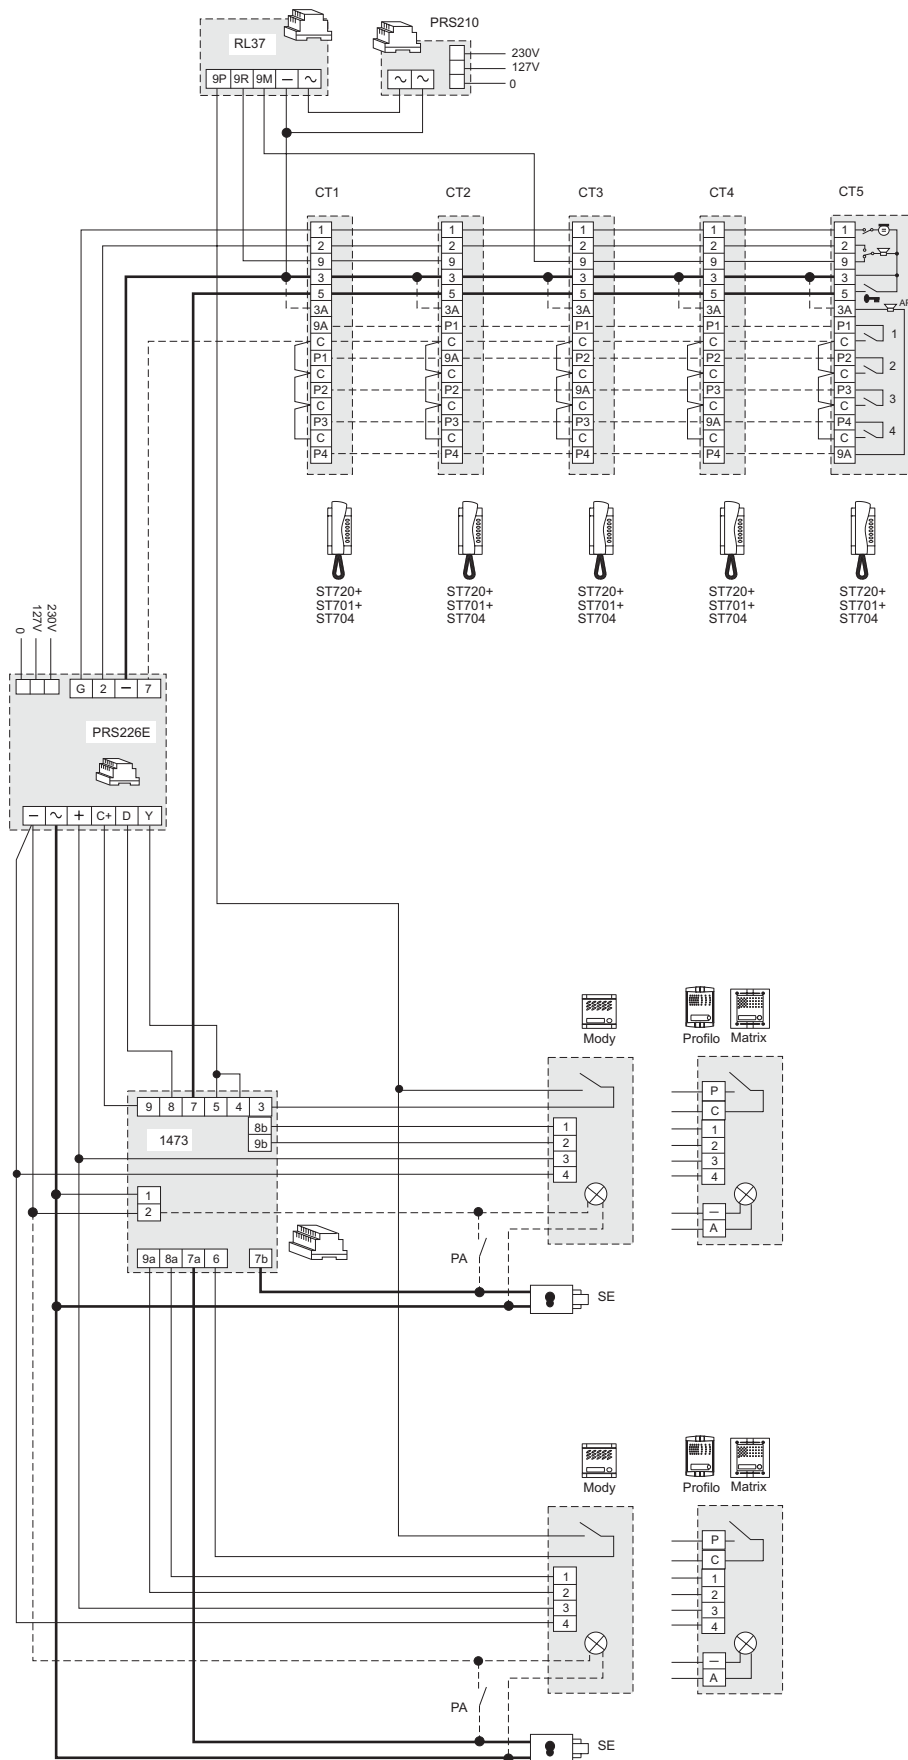 PRS210
RL37
230V
127V
0
9P 9R 9M — ~
~ ~
CT1 CT2 CT3 CT4 CT5
1 1 1 1 1
2 2 2 2 2
9 9 9 9 9
3 3 3 3 3
5 5 5 5 5
3A 3A 3A 3A 3A
9A P1 P1 P1 P1 1
C C C C C
P1 9A P2 P2 P2 2
C C C C C
P2 P2 9A P3 P3 3
C C C C C
P3 P3 P3 9A P4 4
C C C C C
P4 P4 P4 P4 9A
ST720+ ST720+ ST720+ ST720+ ST720+
ST701+ ST701+ ST701+ ST701+ ST701+
ST704 ST704 ST704 ST704 ST704
0 127V 230V
G 2 — 7
PRS226E
— ~ + C+ D Y
Mody Profilo Matrix
9 8 7 5 4 3
8b
9b
1473
1
2
9a 8a 7a 6 7b
1
2
3
4
P
C
1
2
3
4
—
A
PA
SE
Mody Profilo Matrix
1
2
3
4
P
C
1
2
3
4
—
A
PA
SE